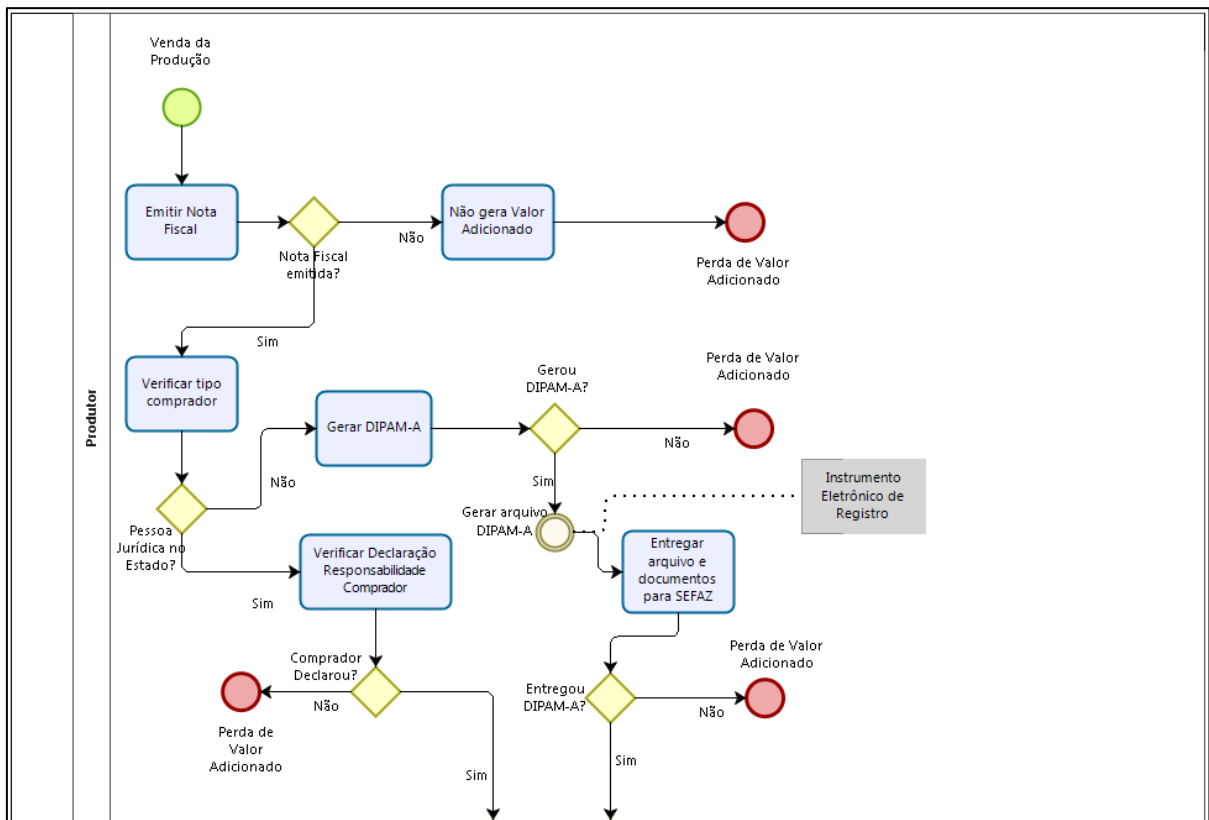 Venda da
Produção
Emitir Nota
Fiscal
Nota Fiscal
emitida?
Não
Não gera Valor
Adicionado
Perda de Valor
Adicionado
Sim
Produtor
Verificar tipo
comprador
Gerar DIPAM-A
Gerou
DIPAM-A?
Não
Perda de Valor
Adicionado
Não
Sim
Instrumento
Eletrônico de
Registro
Pessoa
Jurídica no
Estado?
Gerar arquivo
DIPAM-A
Verificar Declaração
Responsabilidade
Comprador
Entregar
arquivo e
documentos
para SEFAZ
Sim
Comprador
Declarou?
Não
Perda de
Valor
Adicionado
Sim
Entregou
DIPAM-A?
Não
Perda de Valor
Adicionado
Sim